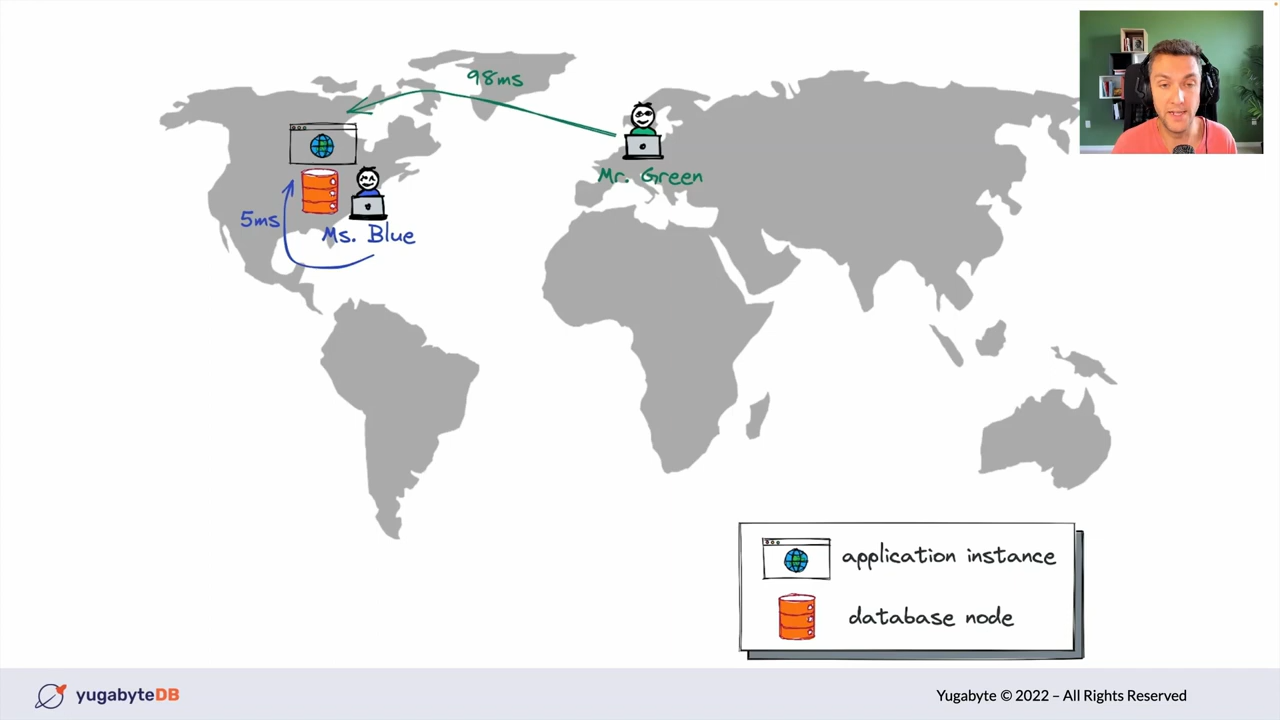 98ms
Mr. Green
5ms
Ms. Blue
application instance
database node
yugabyteDB
Yugabyte © 2022 – All Rights Reserved